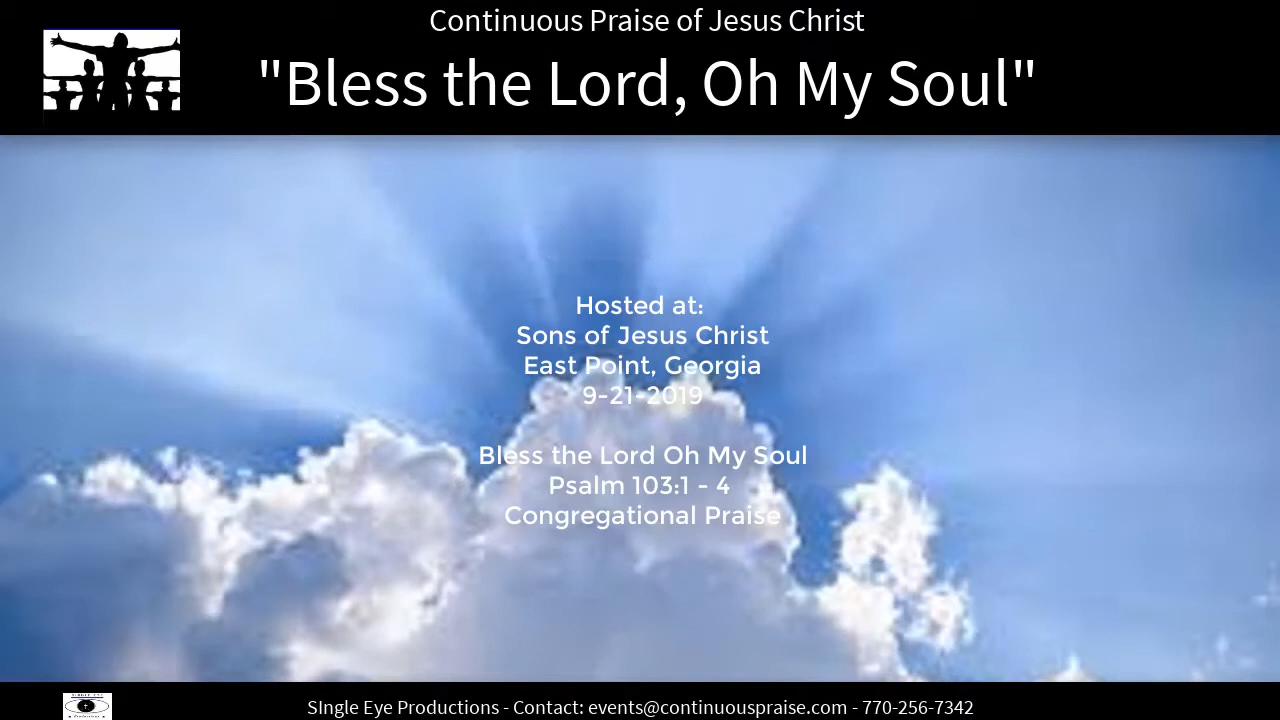 Continuous Praise of Jesus Christ
"Bless the Lord, Oh My Soul"
Hosted at:
Sons of Jesus Christ
East Point, Georgia
9-21-2019
Bless the Lord Oh My Soul
Psalm 103:1 - 4
Congregational Praise
SIngle Eye Productions - Contact: events@continuouspraise.com - 770-256-7342